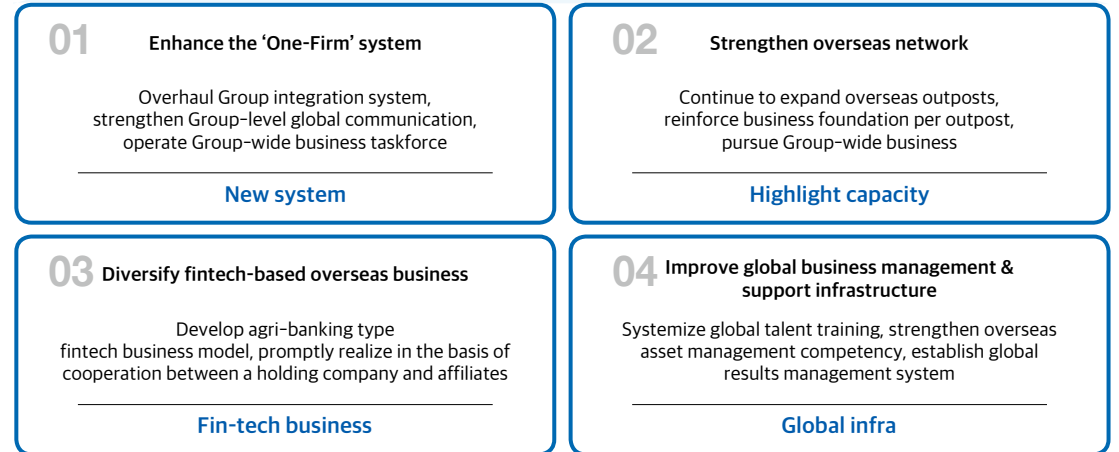 01
Enhance the ‘One-Firm’ system
Overhaul Group integration system,
strengthen Group-level global communication,
operate Group-wide business taskforce
New system
02
Strengthen overseas network
Continue to expand overseas outposts,
reinforce business foundation per outpost,
pursue Group-wide business
Highlight capacity
03
Diversify fintech-based overseas business
Develop agri-banking type
fintech business model, promptly realize in the basis of
cooperation between a holding company and affiliates
Fin-tech business
04
Improve global business management &
support infrastructure
Systemize global talent training, strengthen overseas
asset management competency, establish global
results management system
Global infra